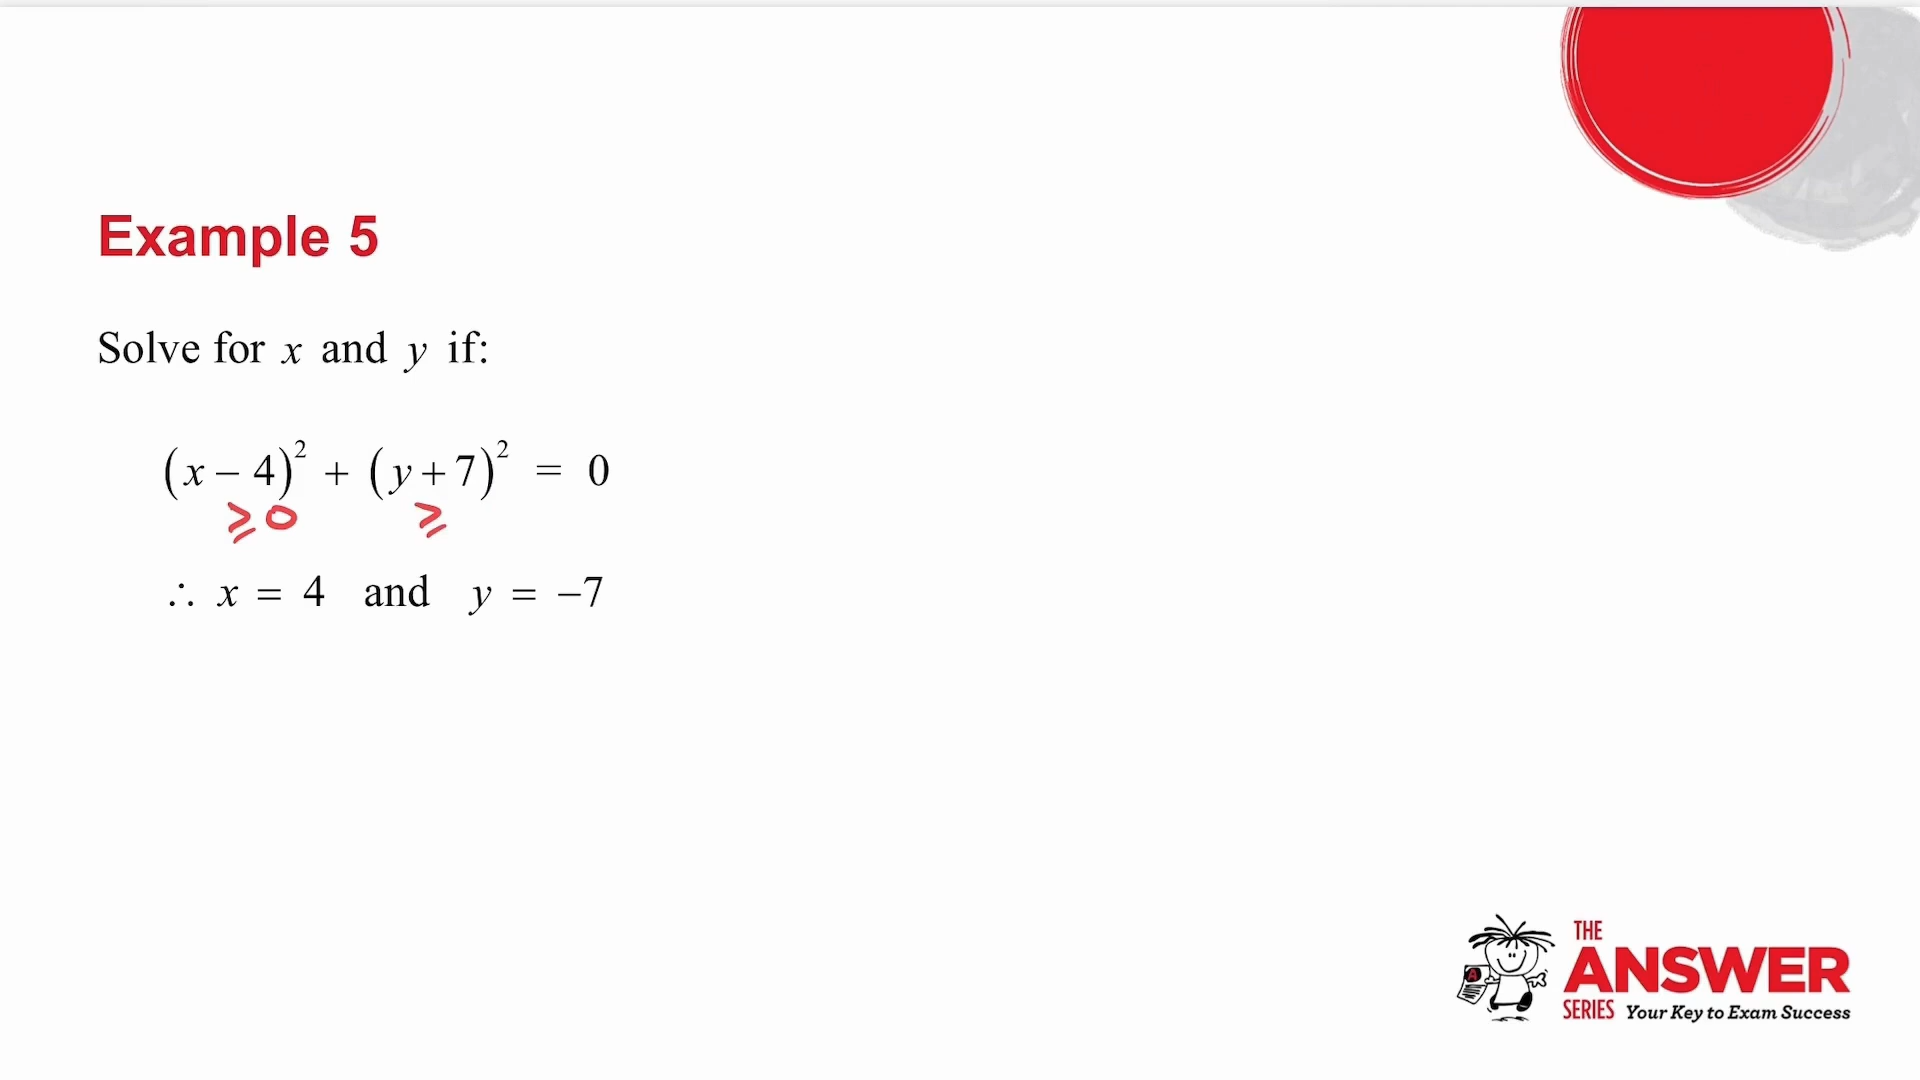 Example 5
Solve for x and y if:
(x − 4)² + (y + 7)² = 0
≥ 0 ≥
∴ x = 4 and y = −7
THE
ANSWER
SERIES Your Key to Exam Success